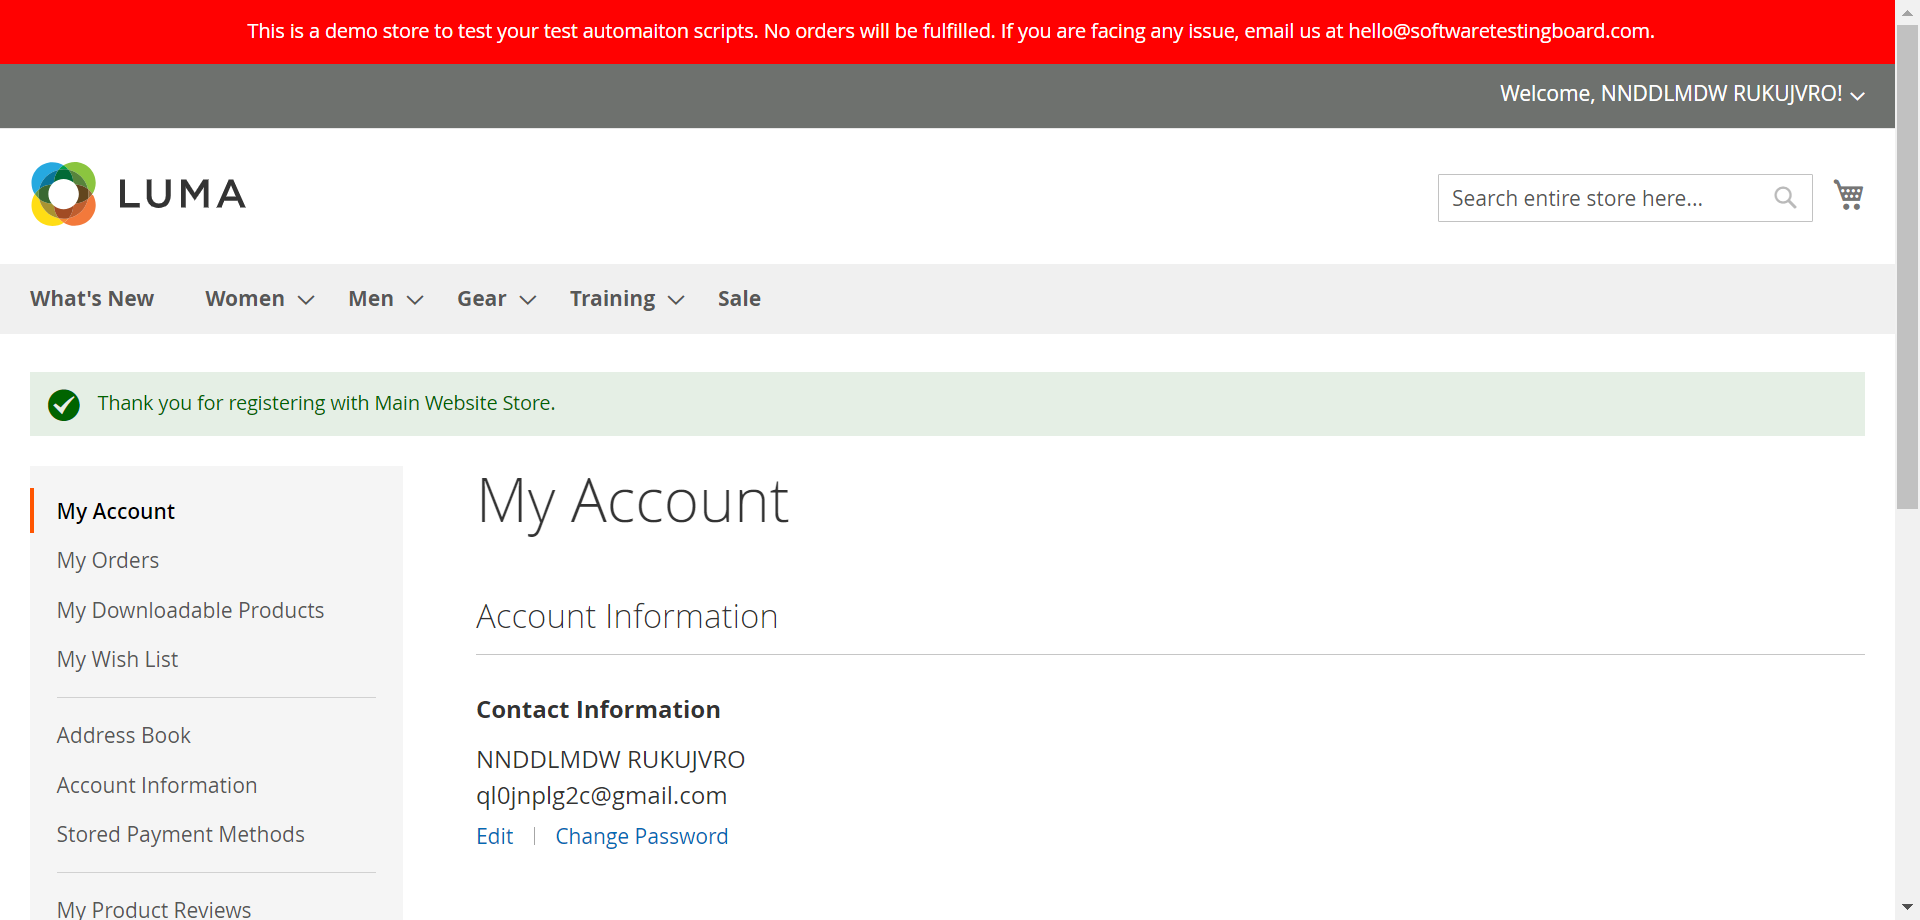 This is a demo store to test your test automaiton scripts. No orders will be fulfilled. If you are facing any issue, email us at hello@softwaretestingboard.com.
Welcome, NNDDLMDW RUKUJVRO!
LUMA
Search entire store here...
What's New Women Men Gear Training Sale
Thank you for registering with Main Website Store.
My Account
My Orders
My Downloadable Products
My Wish List
Address Book
Account Information
Stored Payment Methods
My Product Reviews
My Account
Account Information
Contact Information
NNDDLMDW RUKUJVRO
ql0jnplg2c@gmail.com
Edit | Change Password